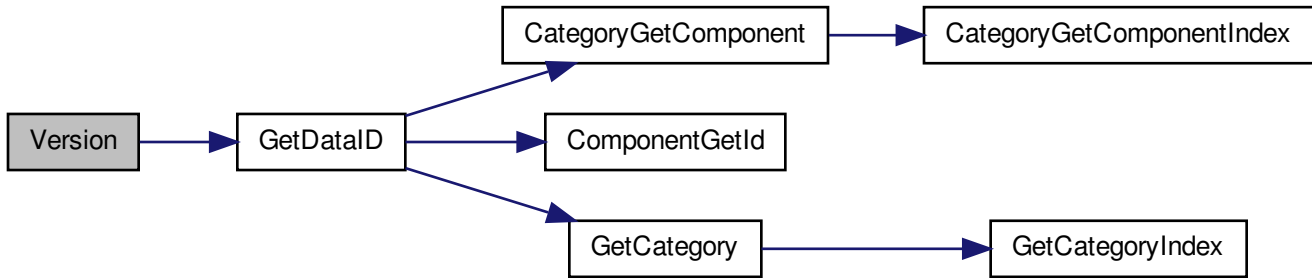 CategoryGetComponent
CategoryGetComponentIndex
Version
GetDataID
ComponentGetId
GetCategory
GetCategoryIndex